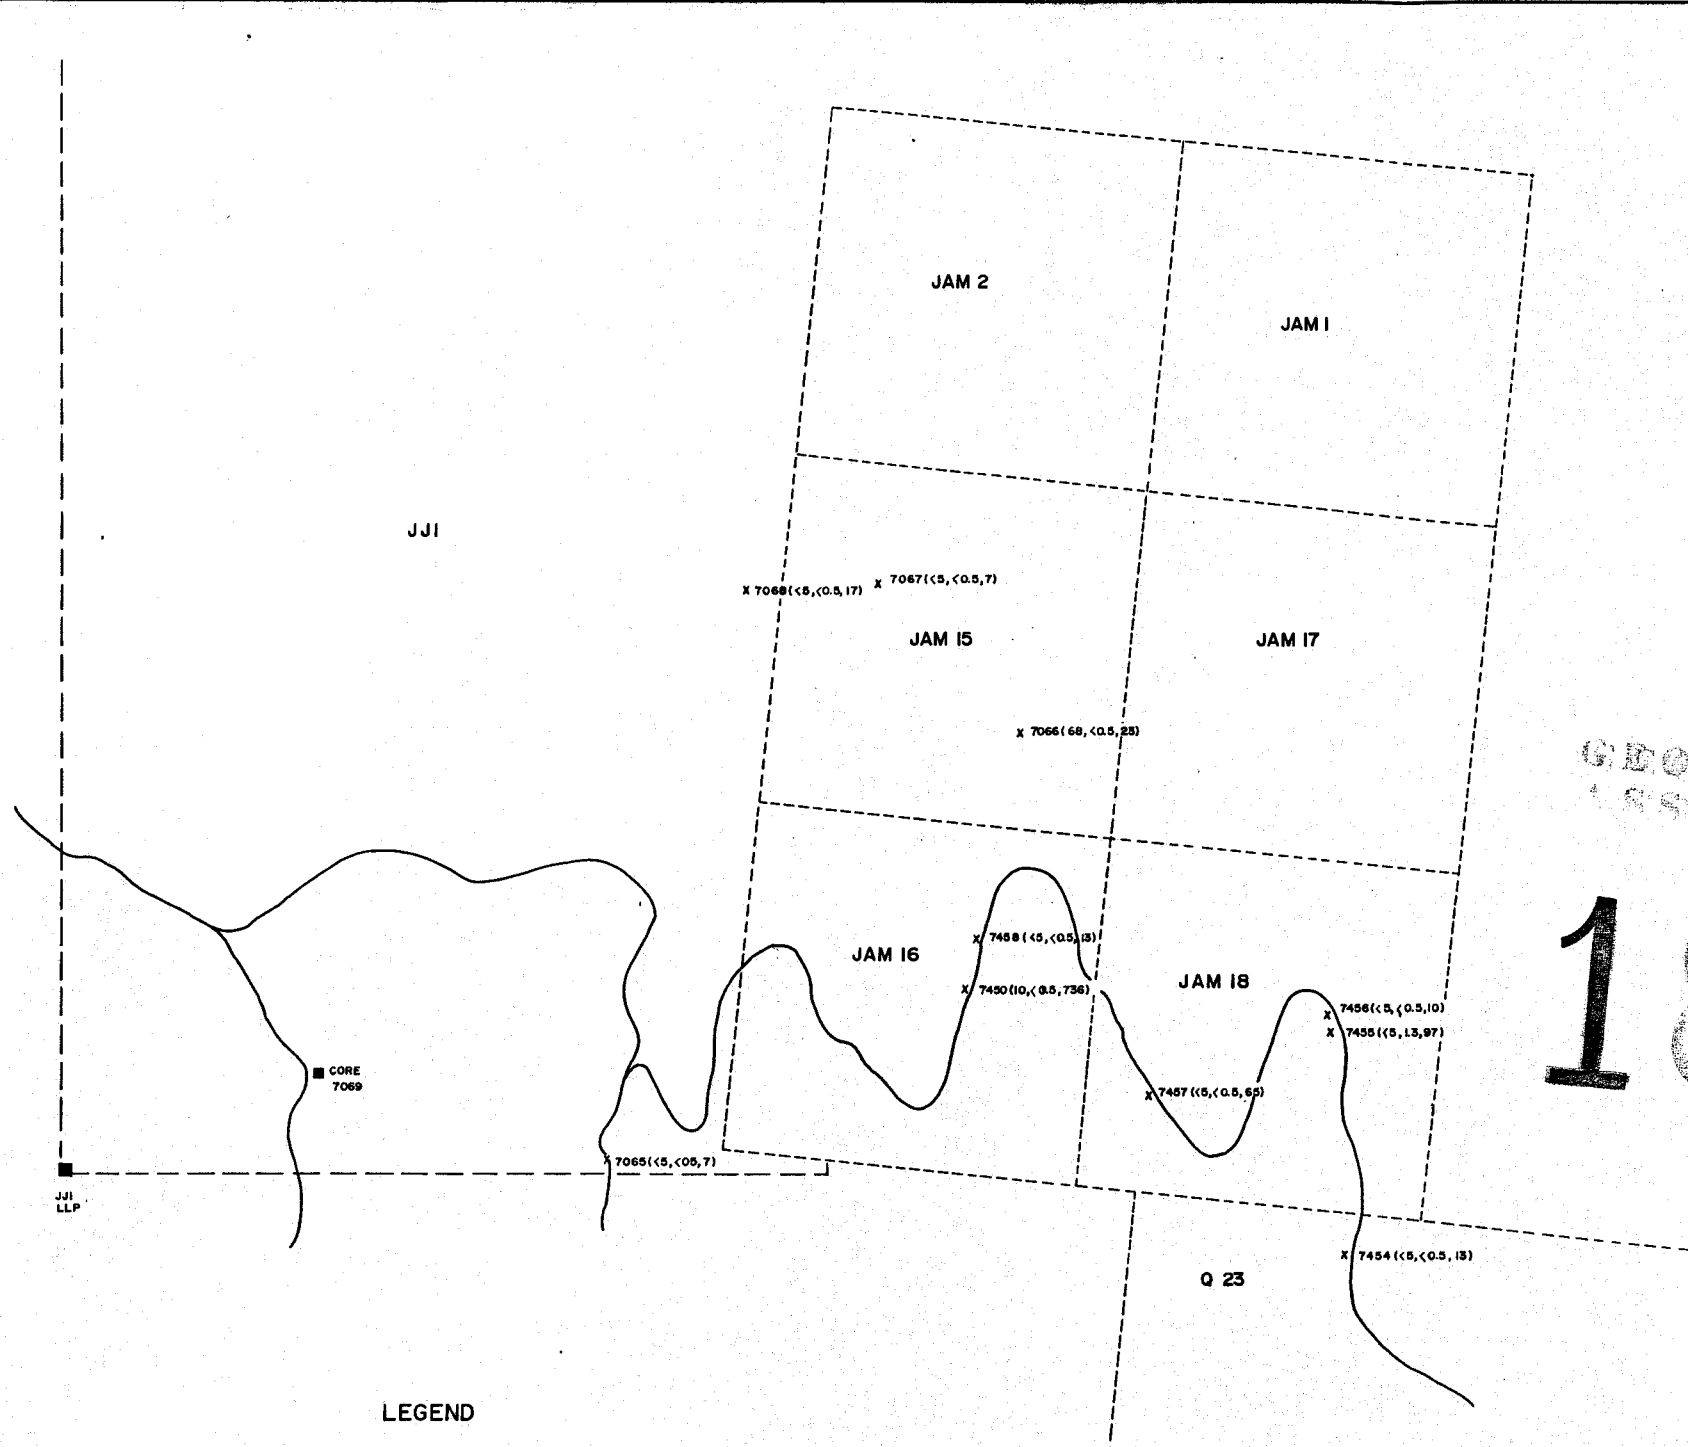 JAM 2
JAM 1
JJ1
7067(<5,<0.5,7)
7068(<5,<0.5,17)
JAM 15
JAM 17
7066(68,<0.5,25)
GEO
ASS
1
7458(<5,<0.5,13)
JAM 16
JAM 18
7450(10,<0.5,736)
7456(<5,<0.5,10)
7455(<5,1.3,97)
CORE
7069
7457(<5,<0.5,65)
7065(<5,<05,7)
JJ1
LLP
7454(<5,<0.5,13)
Q 23
LEGEND